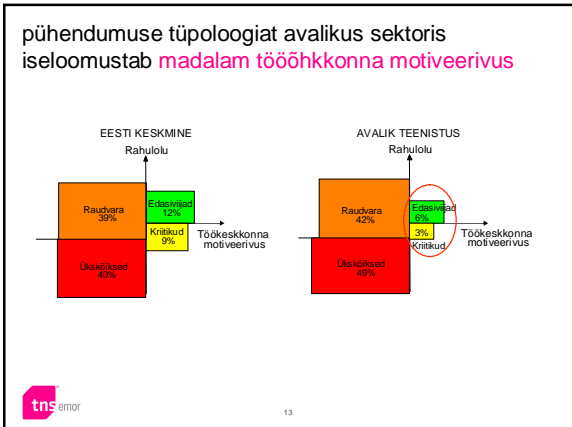 pühendumuse tüpoloogiat avalikus sektoris
iseloomustab madalam tööõhkkonna motiveerivus
EESTI KESKMINE
Rahulolu
Raudvara
39%
Edasiviijad
12%
Kriitikud
9%
Ükskõiksed
40%
Töökeskkonna
motiveerivus
AVALIK TEENISTUS
Rahulolu
Raudvara
42%
Edasiviijad
6%
3%
Kriitikud
Ükskõiksed
49%
Töökeskkonna
motiveerivus
tns emor
13